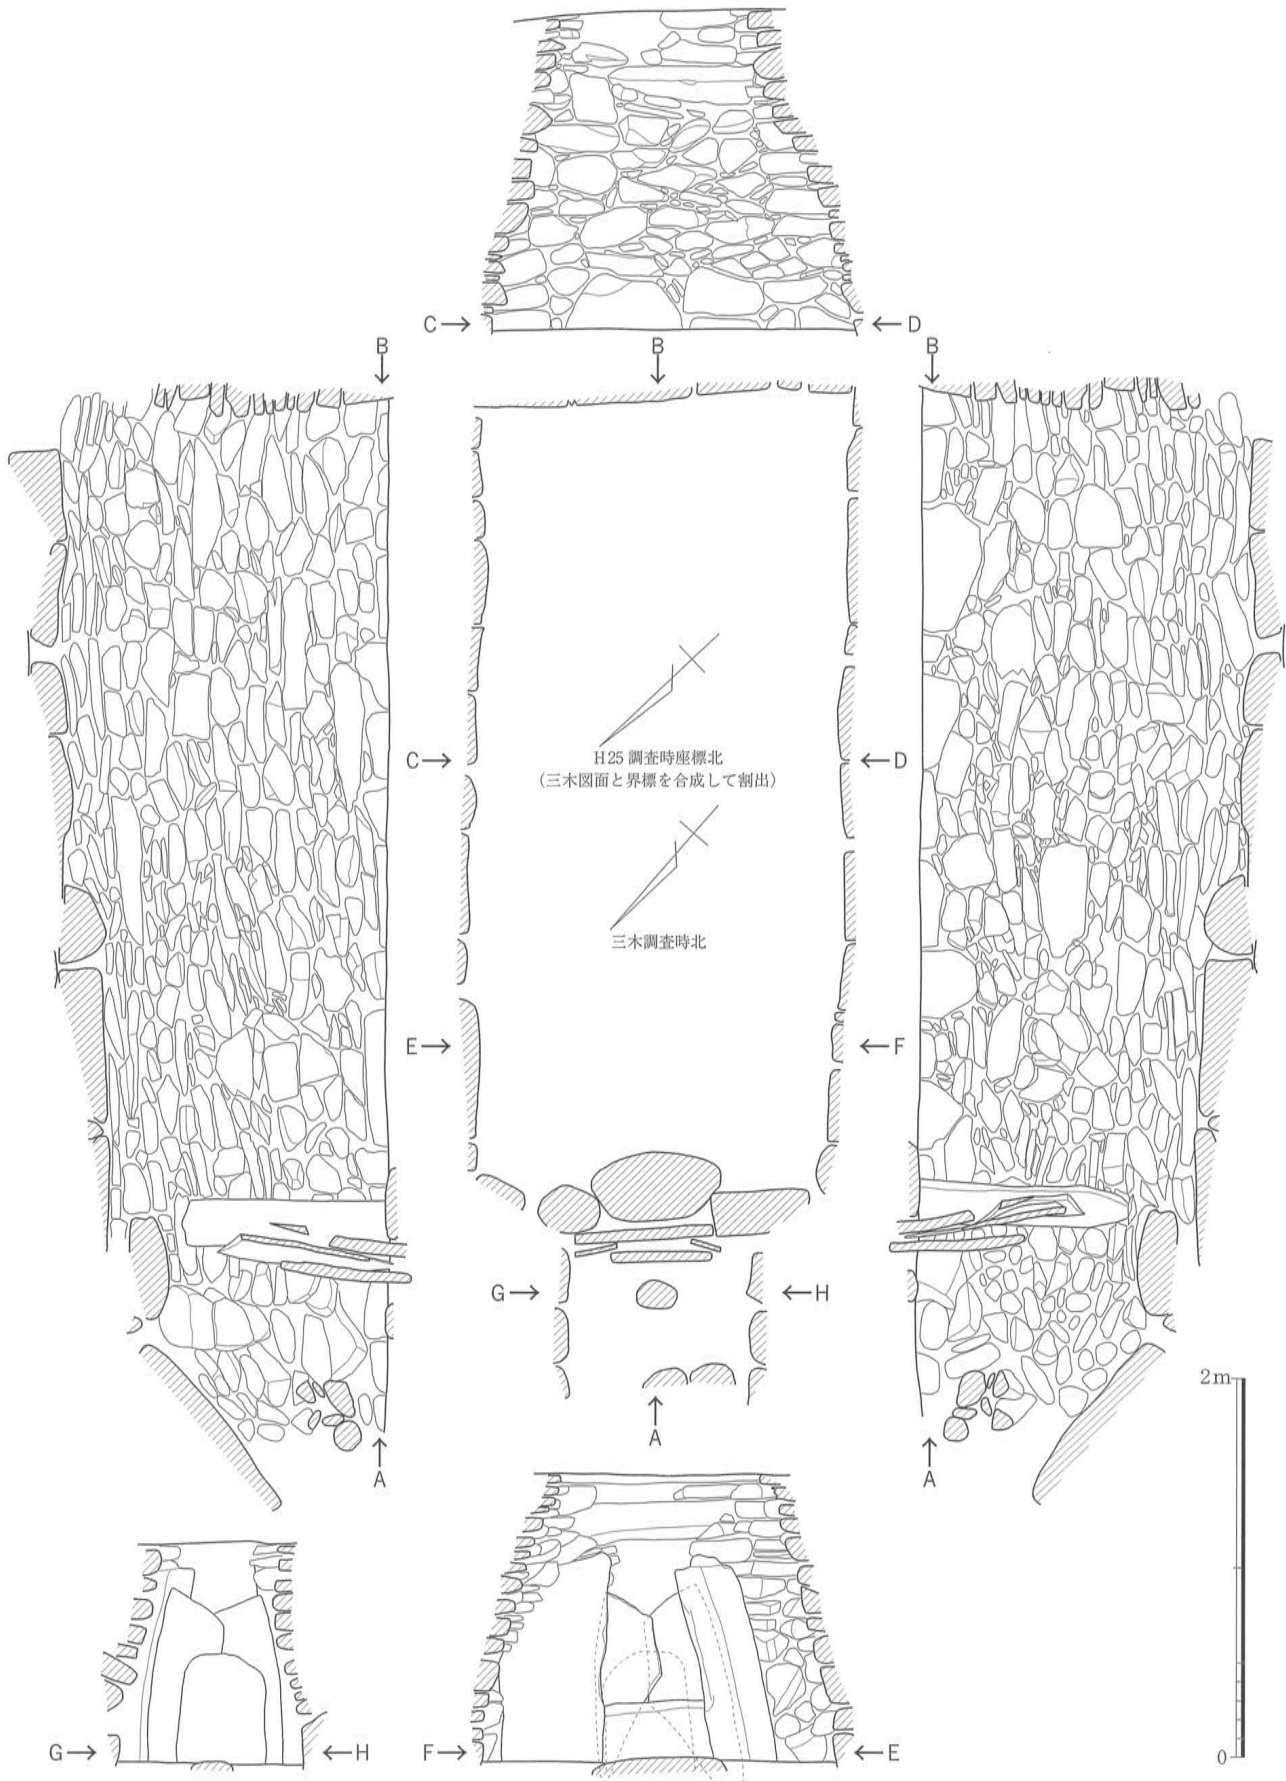 C→ ←D
B B B
↓ ↓ ↓
H25 調査時座標北
(三木図面と界標を合成して割出)
C→ ←D
三木調査時北
E→ ←F
G→ ←H
2m
↑
A
↑ ↑
A A
G→ ←H F→ ←E
0